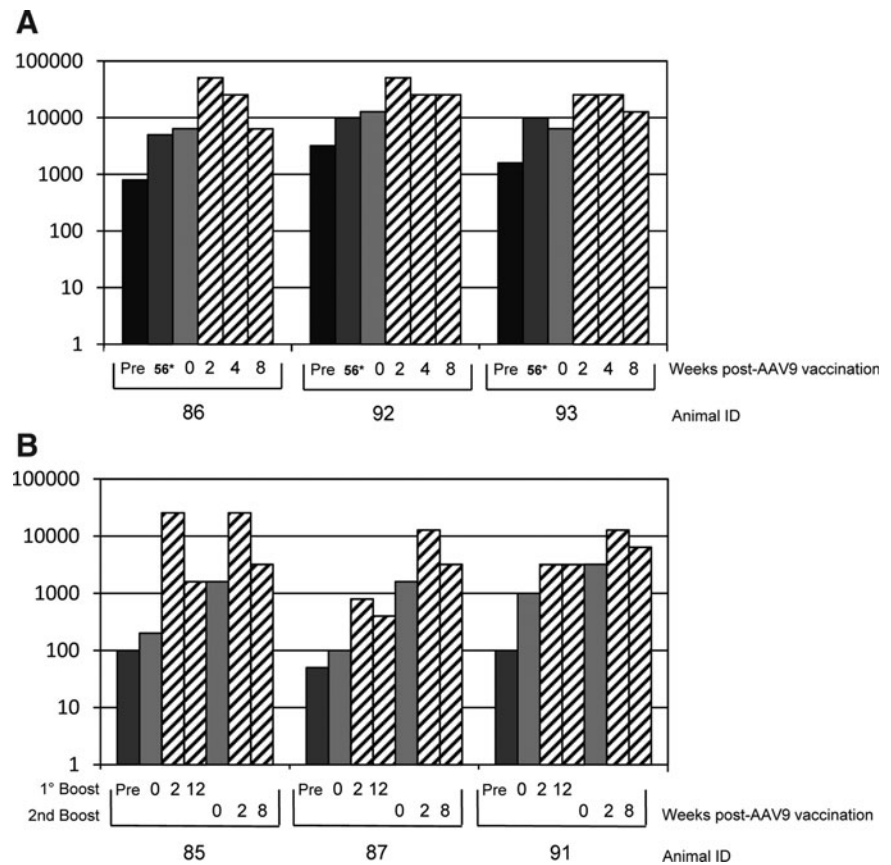 A
100000
10000
1000
100
10
1
Pre 56* 0 2 4 8 Pre 56* 0 2 4 8 Pre 56* 0 2 4 8 Weeks post-AAV9 vaccination
86 92 93 Animal ID
B
100000
10000
1000
100
10
1
1° Boost Pre 0 2 12 Pre 0 2 12 Pre 0 2 12
2nd Boost 0 2 8 0 2 8 0 2 8 Weeks post-AAV9 vaccination
85 87 91 Animal ID